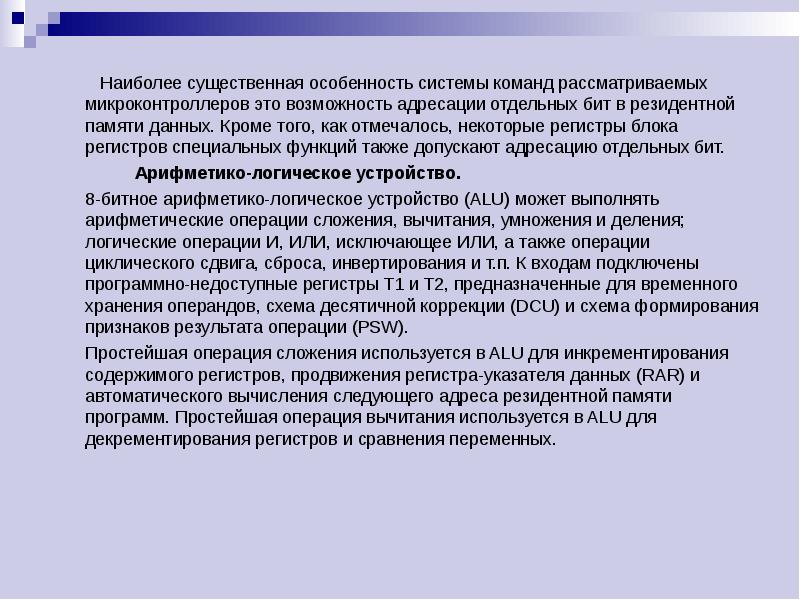 Наиболее существенная особенность системы команд рассматриваемых
микроконтроллеров это возможность адресации отдельных бит в резидентной
памяти данных. Кроме того, как отмечалось, некоторые регистры блока
регистров специальных функций также допускают адресацию отдельных бит.
Арифметико-логическое устройство.
8-битное арифметико-логическое устройство (ALU) может выполнять
арифметические операции сложения, вычитания, умножения и деления;
логические операции И, ИЛИ, исключающее ИЛИ, а также операции
циклического сдвига, сброса, инвертирования и т.п. К входам подключены
программно-недоступные регистры T1 и T2, предназначенные для временного
хранения операндов, схема десятичной коррекции (DCU) и схема формирования
признаков результата операции (PSW).
Простейшая операция сложения используется в ALU для инкрементирования
содержимого регистров, продвижения регистра-указателя данных (RAR) и
автоматического вычисления следующего адреса резидентной памяти
программ. Простейшая операция вычитания используется в ALU для
декрементирования регистров и сравнения переменных.